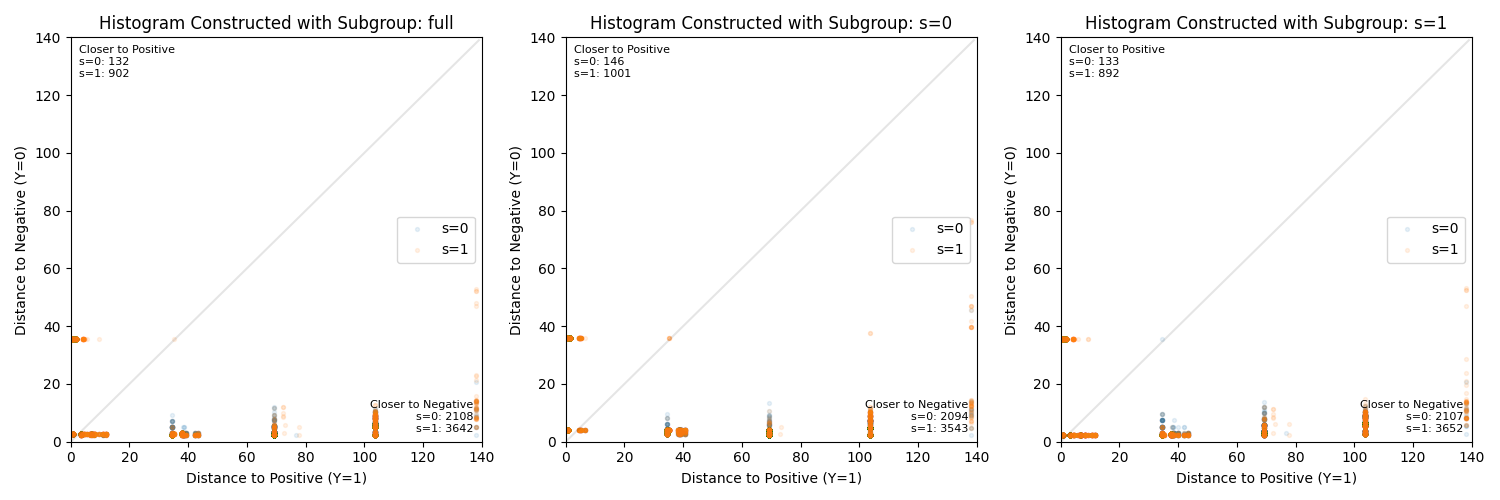 Histogram Constructed with Subgroup: full
140
120
100
80
60
40
20
0
Closer to Positive
s=0: 132
s=1: 902
s=0
s=1
Closer to Negative
s=0: 2108
s=1: 3642
0 20 40 60 80 100 120 140
Distance to Positive (Y=1)
Distance to Negative (Y=0)
Histogram Constructed with Subgroup: s=0
140
120
100
80
60
40
20
0
Closer to Positive
s=0: 146
s=1: 1001
s=0
s=1
Closer to Negative
s=0: 2094
s=1: 3543
0 20 40 60 80 100 120 140
Distance to Positive (Y=1)
Distance to Negative (Y=0)
Histogram Constructed with Subgroup: s=1
140
120
100
80
60
40
20
0
Closer to Positive
s=0: 133
s=1: 892
s=0
s=1
Closer to Negative
s=0: 2107
s=1: 3652
0 20 40 60 80 100 120 140
Distance to Positive (Y=1)
Distance to Negative (Y=0)